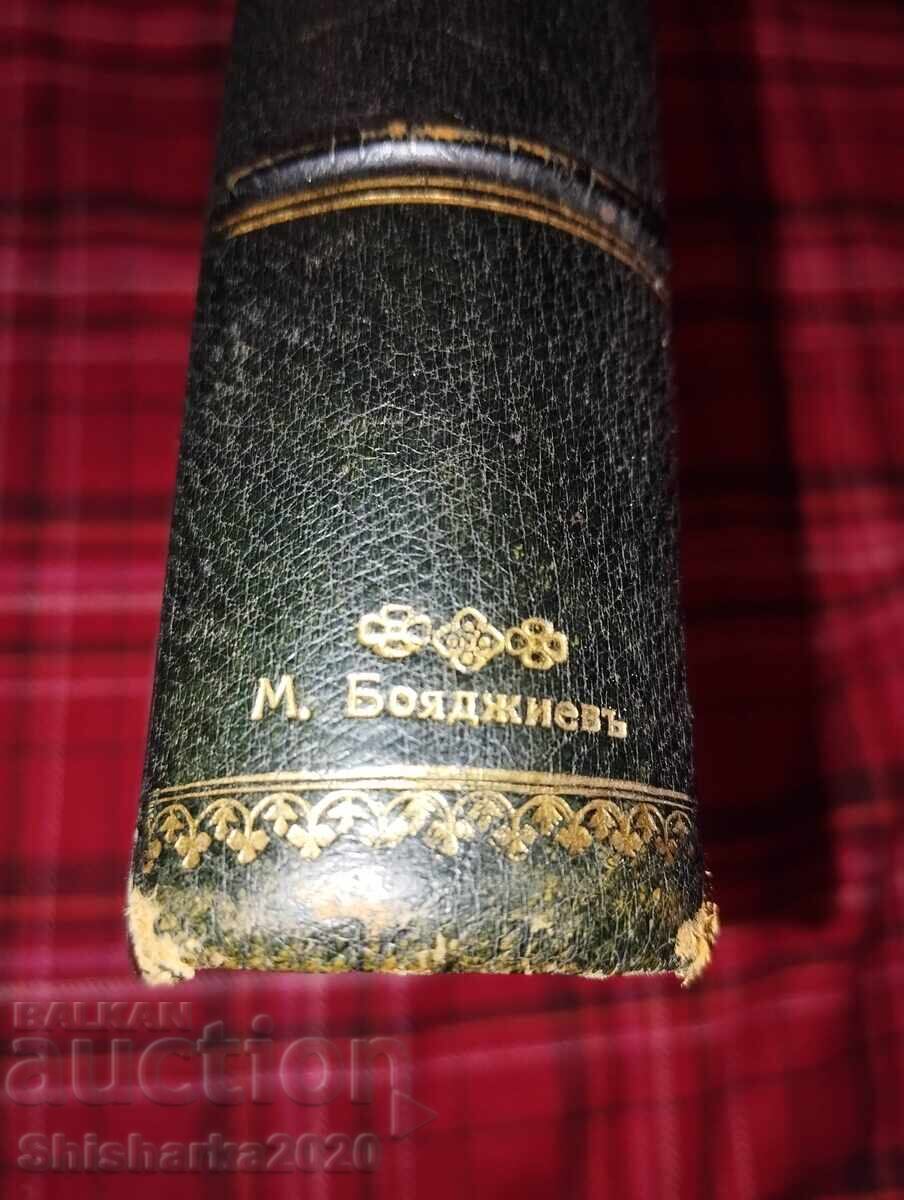 М. Бояджиевъ
BALKAN
auction
Shisharka2020